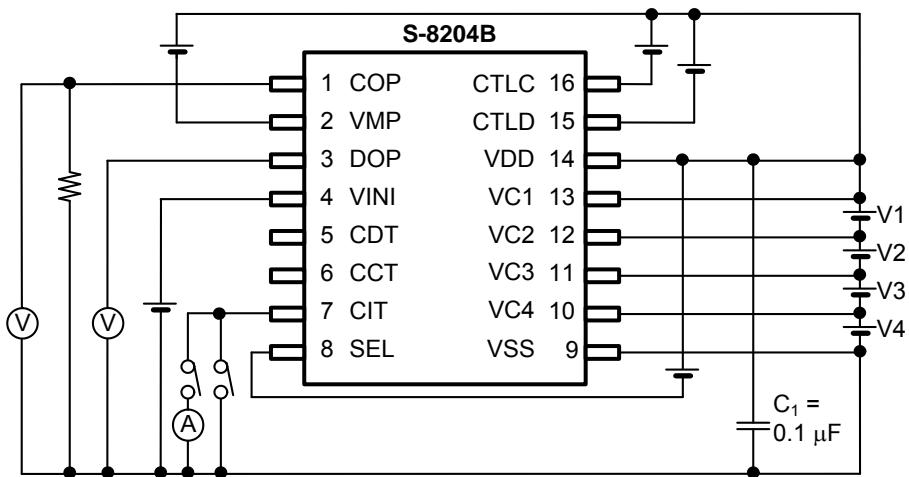 S-8204B
1 COP
2 VMP
3 DOP
4 VINI
5 CDT
6 CCT
7 CIT
8 SEL
CTLC 16
CTLD 15
VDD 14
VC1 13
VC2 12
VC3 11
VC4 10
VSS 9
V
V
A
V1
V2
V3
V4
C₁ =
0.1 μF